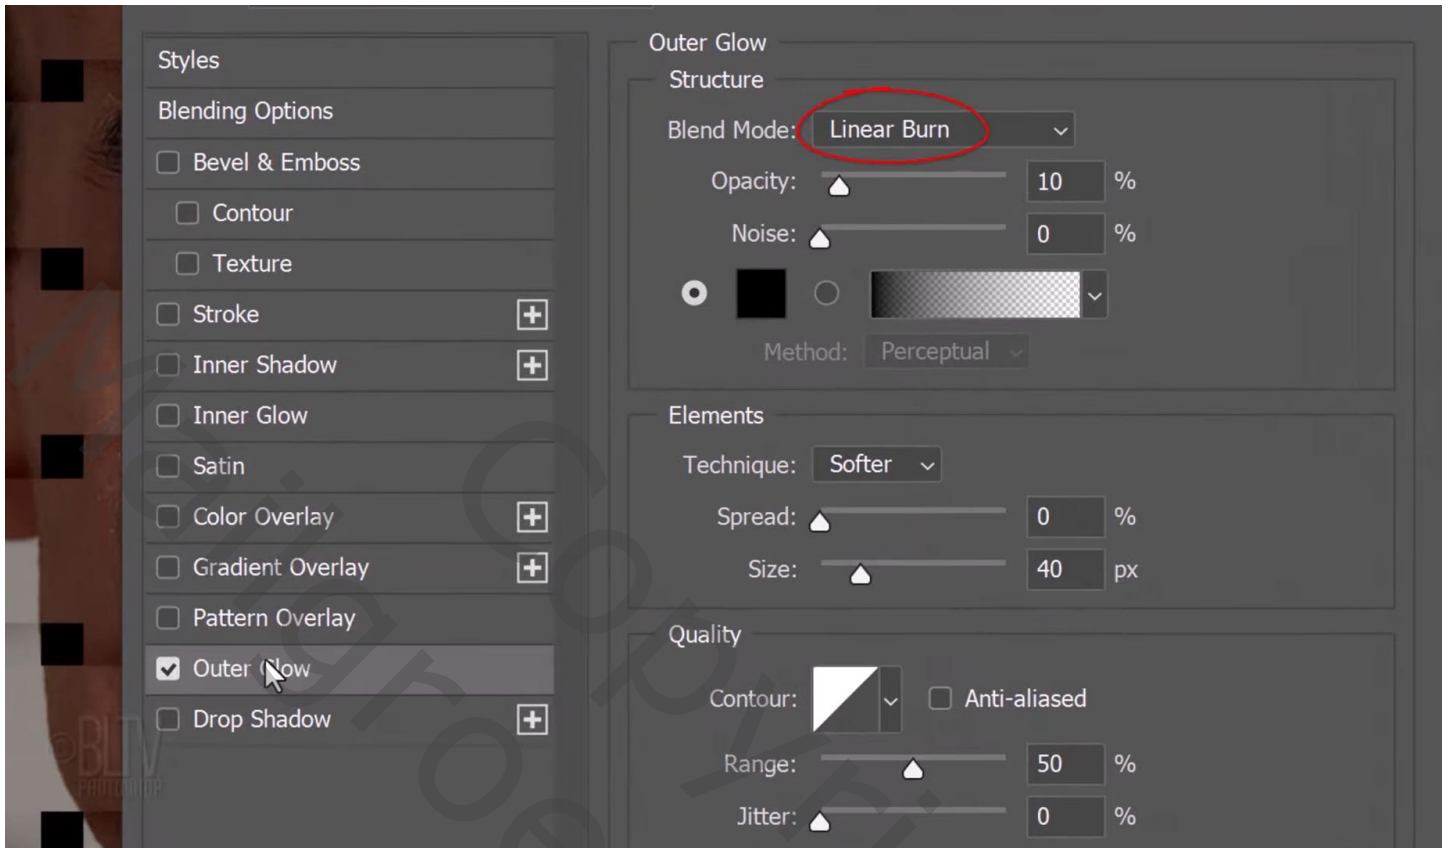 Styles
Blending Options
Bevel & Emboss
Contour
Texture
Stroke
Inner Shadow
Inner Glow
Satin
Color Overlay
Gradient Overlay
Pattern Overlay
Outer Glow
Drop Shadow
Outer Glow
Structure
Blend Mode: Linear Burn
Opacity: 10 %
Noise: 0 %
Method: Perceptual
Elements
Technique: Softer
Spread: 0 %
Size: 40 px
Quality
Contour: Anti-aliased
Range: 50 %
Jitter: 0 %
©BLTV
PHOTOSHOP